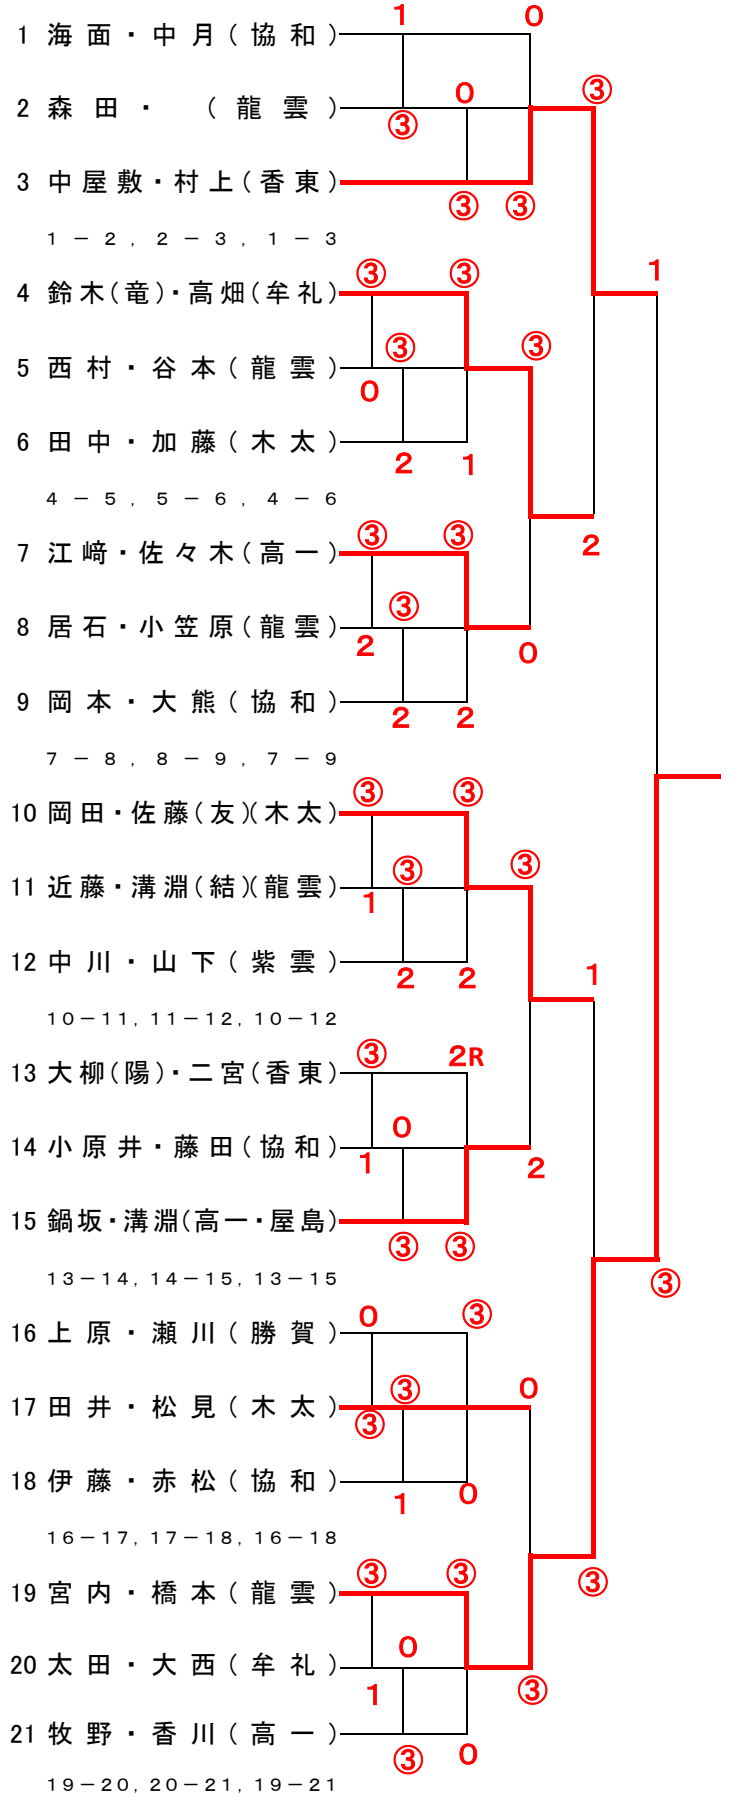 1 0
1 海面・中月(協和)
③
0
2 森田・ (龍雲)
③
3 中屋敷・村上(香東)
③ ③
1－2, 2－3, 1－3
1
③ ③
4 鈴木(竜)・高畑(牟礼)
③ ③
5 西村・谷本(龍雲)
0
6 田中・加藤(木太)
2 1
4－5, 5－6, 4－6
2
③ ③
7 江﨑・佐々木(高一)
③
8 居石・小笠原(龍雲)
2 0
9 岡本・大熊(協和)
2 2
7－8, 8－9, 7－9
③ ③
10 岡田・佐藤(友)(木太)
③ ③
11 近藤・溝淵(結)(龍雲)
1
12 中川・山下(紫雲)
2 2 1
10－11, 11－12, 10－12
③ 2R
13 大柳(陽)・二宮(香東)
0
14 小原井・藤田(協和)
1 2
15 鍋坂・溝淵(高一・屋島)
③ ③
13－14, 14－15, 13－15
③
0 ③
16 上原・瀬川(勝賀)
③ 0
17 田井・松見(木太)
③
18 伊藤・赤松(協和)
1 0
16－17, 17－18, 16－18
③ ③ ③
19 宮内・橋本(龍雲)
0
20 太田・大西(牟礼)
1 ③
21 牧野・香川(高一)
③ 0
19－20, 20－21, 19－21